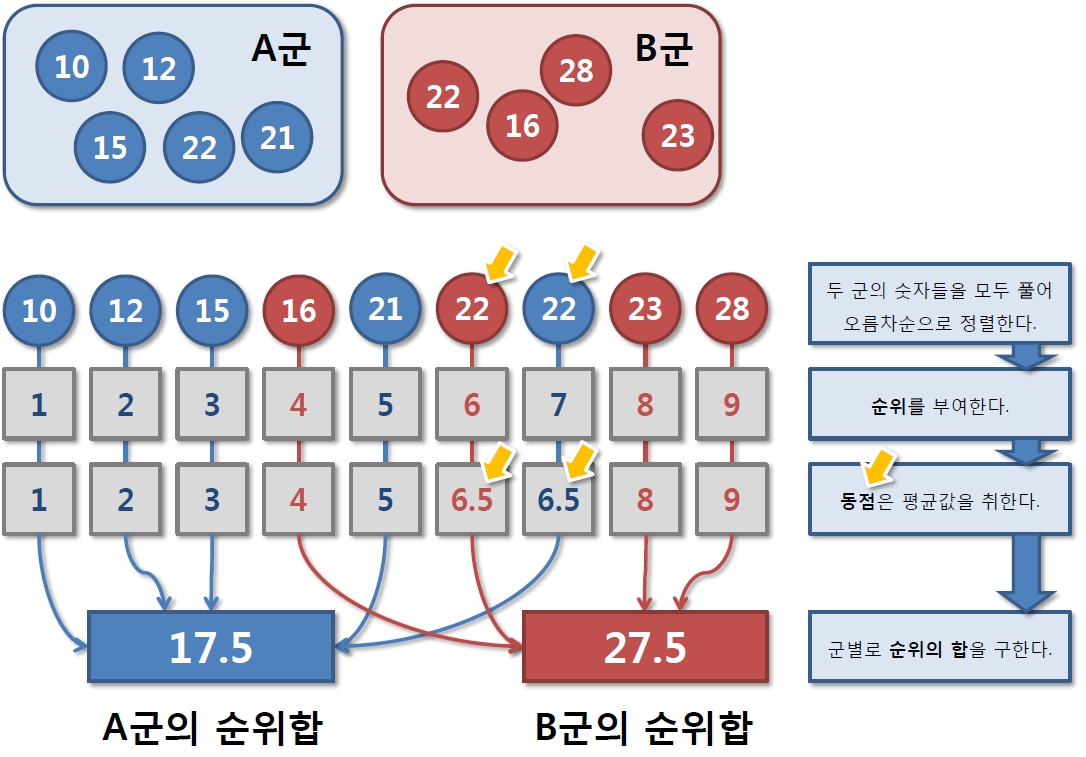 A군
10 12
15 22 21
B군
22 16 28 23
10 12 15 16 21 22 22 23 28
1 2 3 4 5 6 7 8 9
1 2 3 4 5 6.5 6.5 8 9
17.5 27.5
A군의 순위합 B군의 순위합
두 군의 숫자들을 모두 풀어
오름차순으로 정렬한다.
순위를 부여한다.
동점은 평균값을 취한다.
군별로 순위의 합을 구한다.